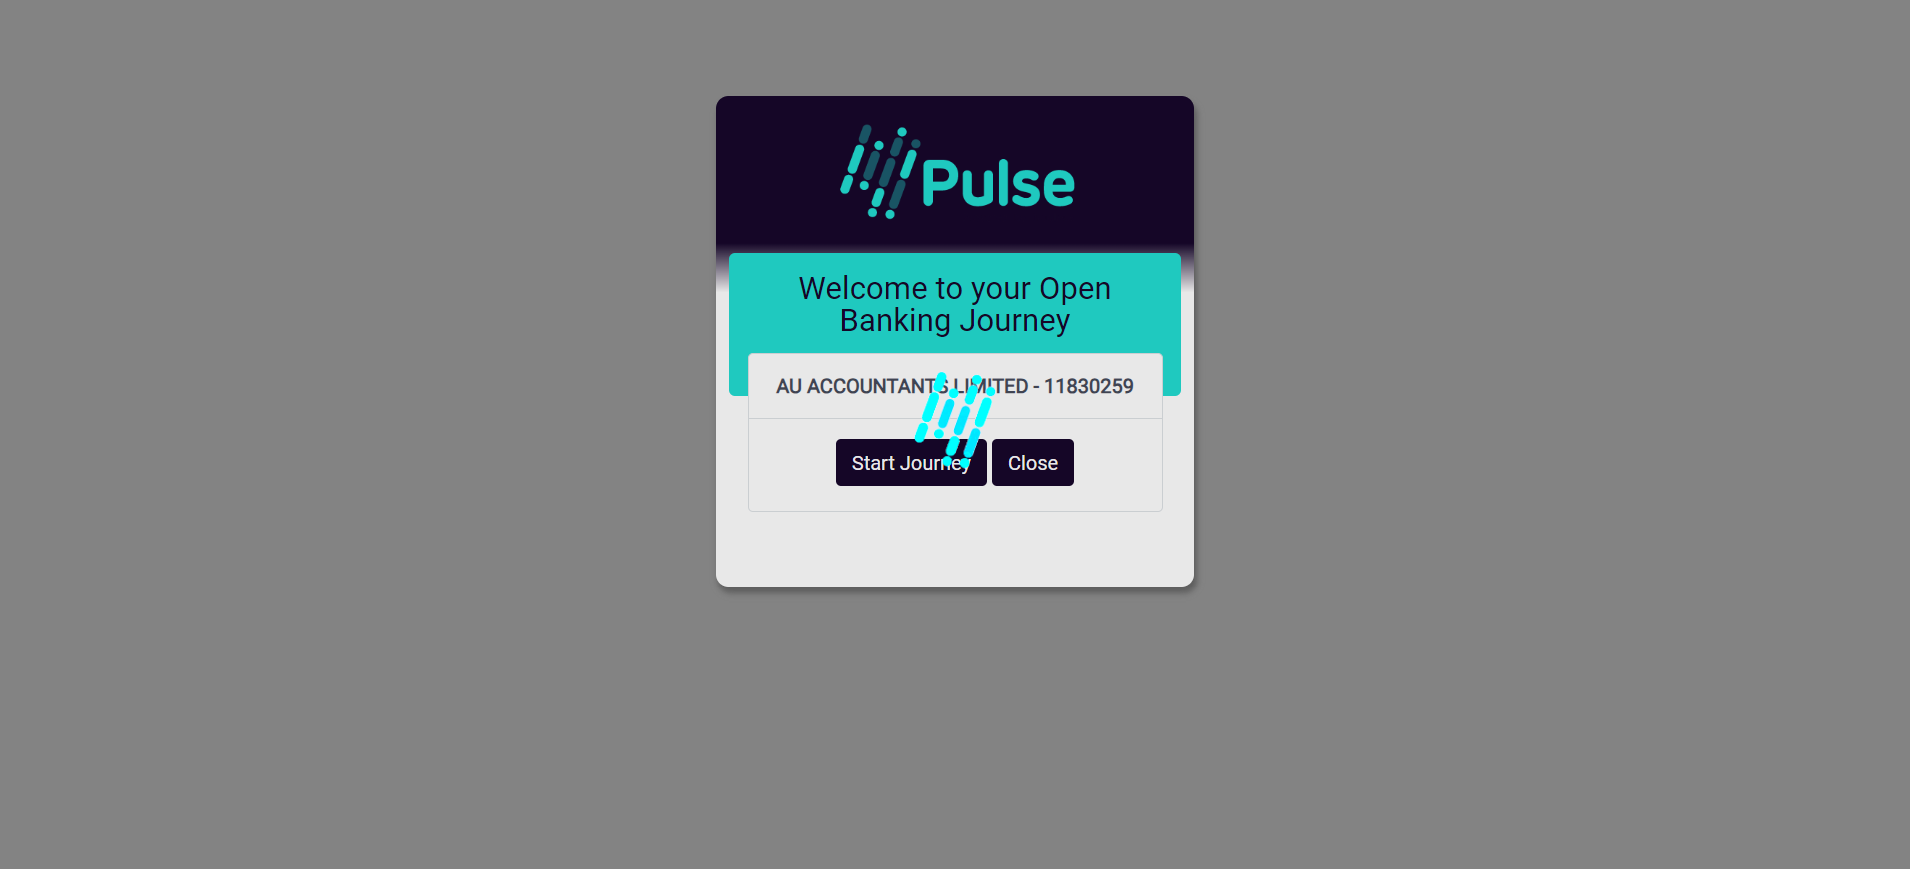 Pulse
Welcome to your Open
Banking Journey
AU ACCOUNTANTS LIMITED - 11830259
Start Journey
Close